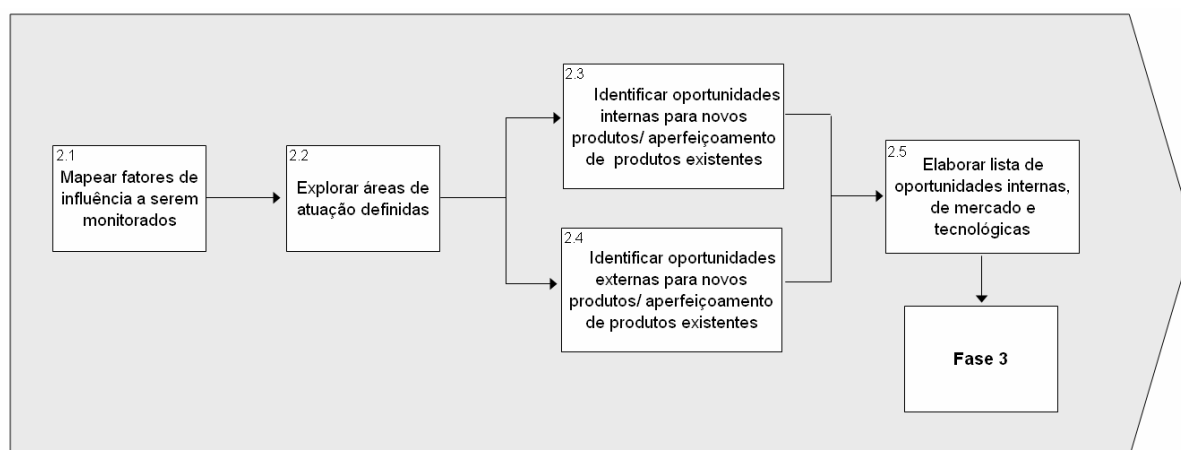 2.1
Mapear fatores de
influência a serem
monitorados
2.2
Explorar áreas de
atuação definidas
2.3
Identificar oportunidades
internas para novos
produtos/ aperfeiçoamento
de produtos existentes
2.4
Identificar oportunidades
externas para novos
produtos/ aperfeiçoamento
de produtos existentes
2.5
Elaborar lista de
oportunidades internas,
de mercado e
tecnológicas
Fase 3